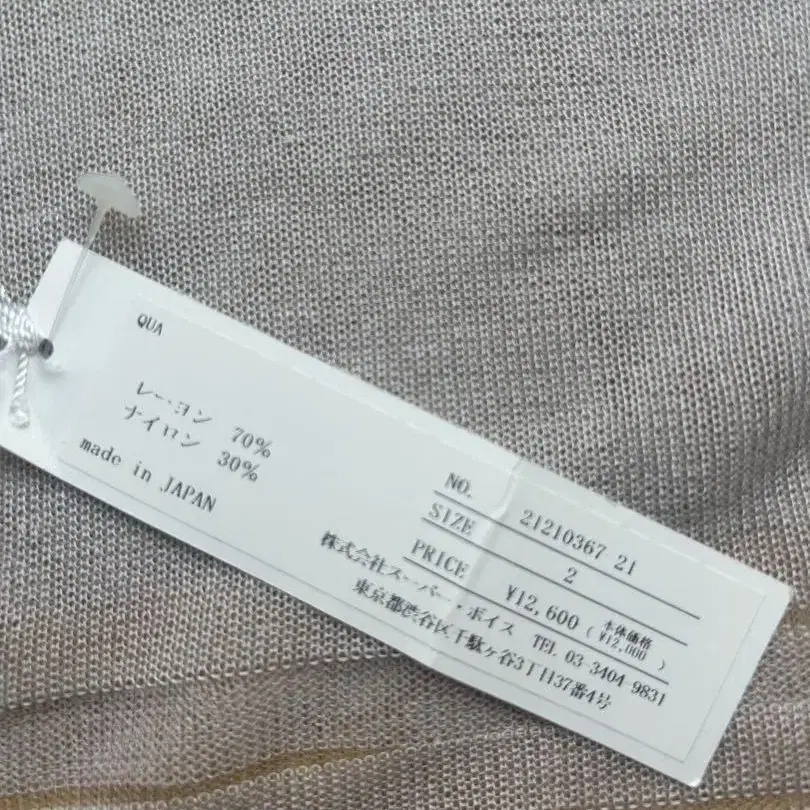 QUA
レーヨン 70%
ナイロン 30%
made in JAPAN
NO. 21210367 21
SIZE 2
PRICE ¥12,600 (本体価格 ¥12,000)
株式会社スーパー・ボイス TEL 03-3404 9831
東京都渋谷区千駄ヶ谷3丁目37番4号